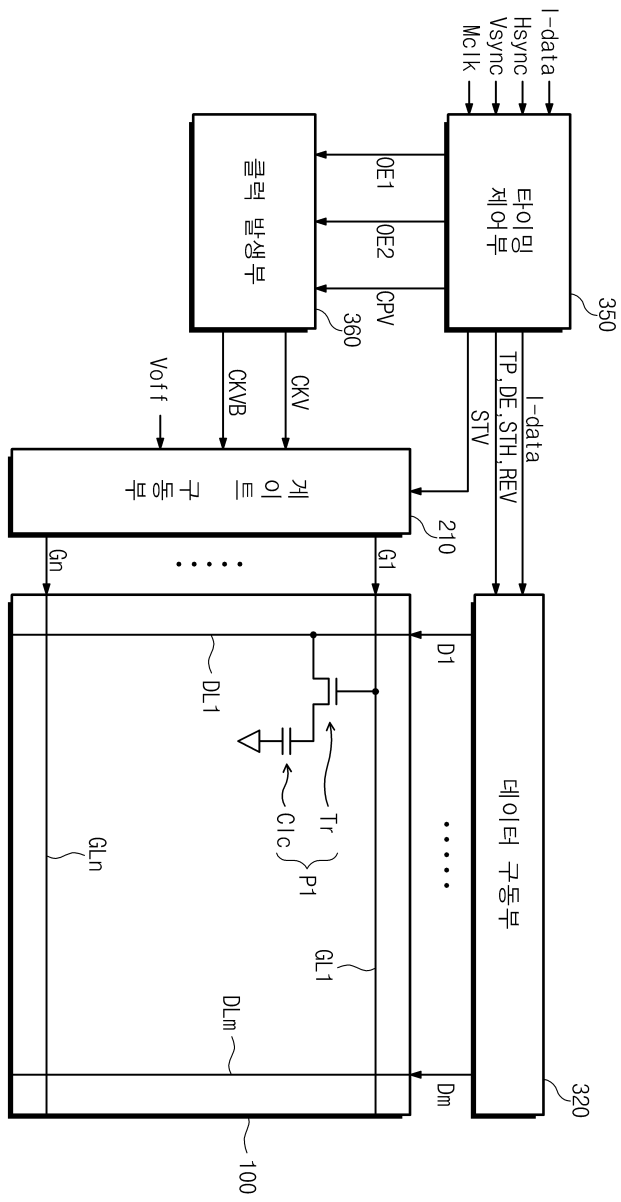 I-data
Hsync
Vsync
Mclk
타이밍
제어부
350
I-data
TP,DE,STH,REV
STV
데이터 구동부
320
OE1
OE2
CPV
클럭 발생부
360
CKV
CKVB
Voff
게이트 구동부
210
G1
Gn
D1
Dm
DL1
Tr
Clc
P1
GL1
GLn
DLm
100